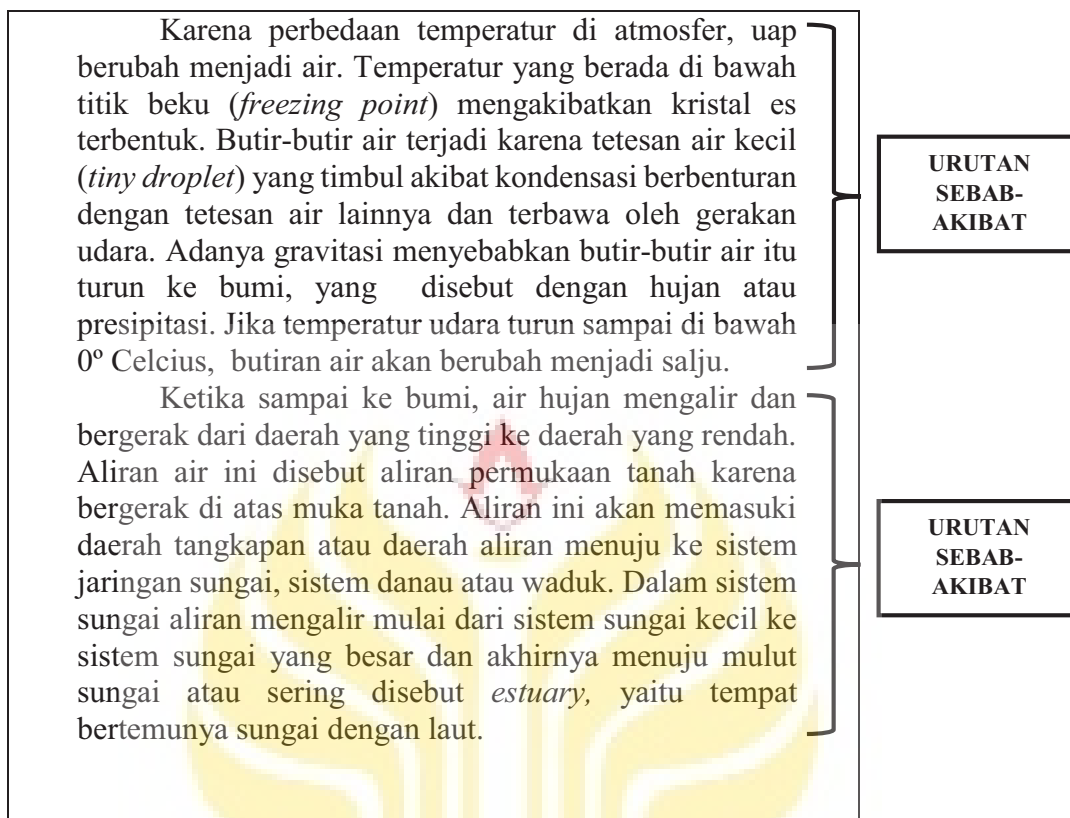 Karena perbedaan temperatur di atmosfer, uap
berubah menjadi air. Temperatur yang berada di bawah
titik beku (freezing point) mengakibatkan kristal es
terbentuk. Butir-butir air terjadi karena tetesan air kecil
(tiny droplet) yang timbul akibat kondensasi berbenturan
dengan tetesan air lainnya dan terbawa oleh gerakan
udara. Adanya gravitasi menyebabkan butir-butir air itu
turun ke bumi, yang disebut dengan hujan atau
presipitasi. Jika temperatur udara turun sampai di bawah
0º Celcius, butiran air akan berubah menjadi salju.
URUTAN
SEBAB-
AKIBAT
Ketika sampai ke bumi, air hujan mengalir dan
bergerak dari daerah yang tinggi ke daerah yang rendah.
Aliran air ini disebut aliran permukaan tanah karena
bergerak di atas muka tanah. Aliran ini akan memasuki
daerah tangkapan atau daerah aliran menuju ke sistem
jaringan sungai, sistem danau atau waduk. Dalam sistem
sungai aliran mengalir mulai dari sistem sungai kecil ke
sistem sungai yang besar dan akhirnya menuju mulut
sungai atau sering disebut estuary, yaitu tempat
bertemunya sungai dengan laut.
URUTAN
SEBAB-
AKIBAT